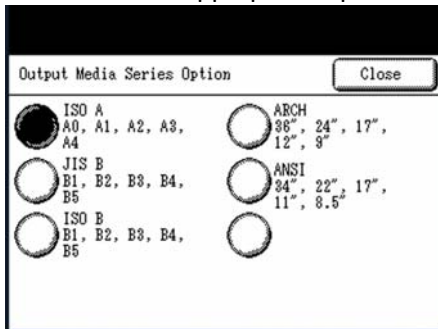 Output Media Series Option
Close
ISO A
A0, A1, A2, A3,
A4
JIS B
B1, B2, B3, B4,
B5
ISO B
B1, B2, B3, B4,
B5
ARCH
36", 24", 17",
12", 9"
ANSI
34", 22", 17",
11", 8.5"